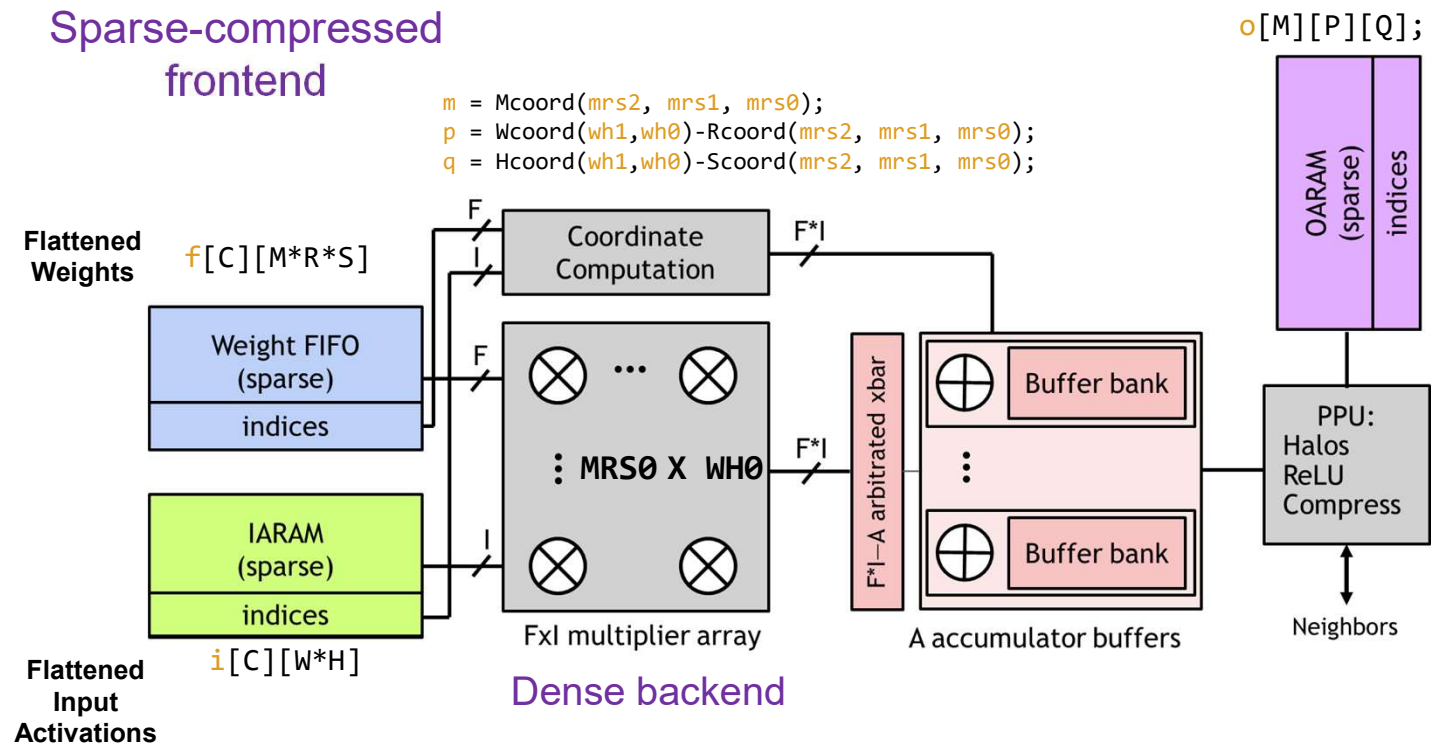 Sparse-compressed
frontend
o[M][P][Q];
m = Mcoord(mrs2, mrs1, mrs0);
p = Wcoord(wh1,wh0)-Rcoord(mrs2, mrs1, mrs0);
q = Hcoord(wh1,wh0)-Scoord(mrs2, mrs1, mrs0);
OARAM
(sparse)
indices
Flattened
Weights
f[C][M*R*S]
F
I
Coordinate
Computation
F*I
Weight FIFO
(sparse)
indices
F
...
⋮ MRS0 X WH0
F*I
F*I—A arbitrated xbar
Buffer bank
⋮
Buffer bank
PPU:
Halos
ReLU
Compress
IARAM
(sparse)
indices
I
FxI multiplier array
A accumulator buffers
Neighbors
i[C][W*H]
Flattened
Input
Activations
Dense backend